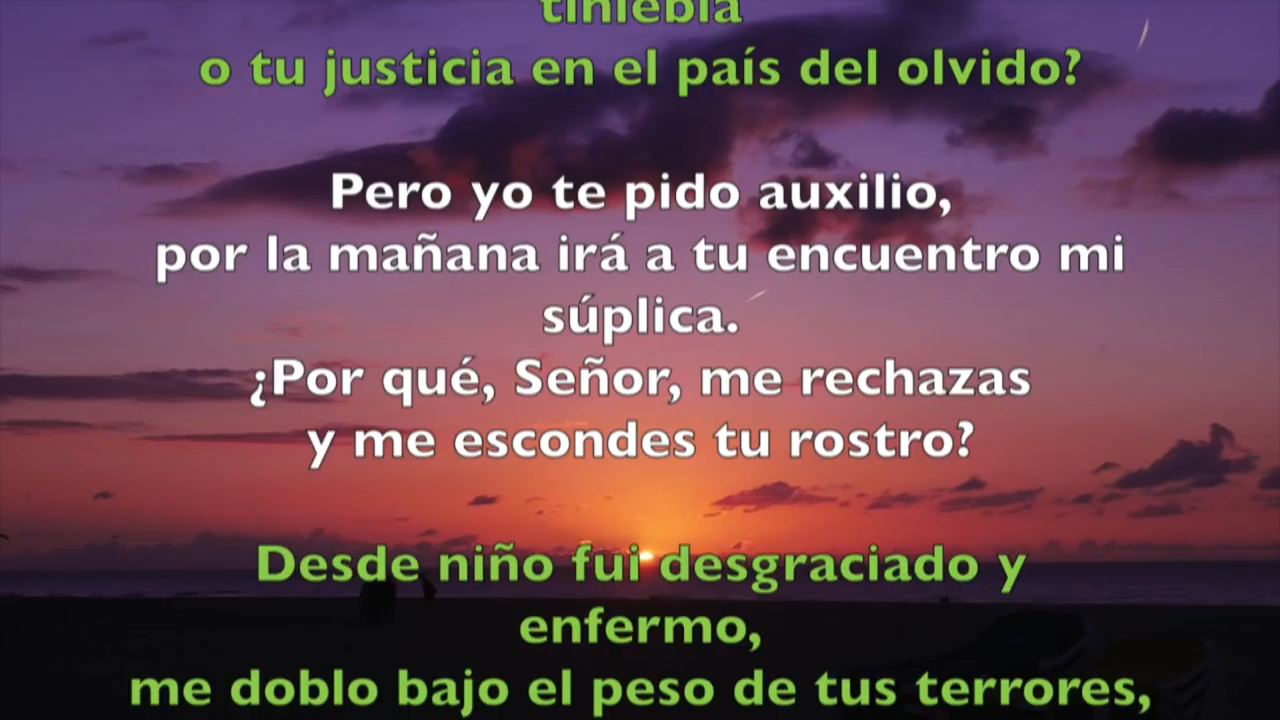 tiniebla
o tu justicia en el país del olvido?
Pero yo te pido auxilio,
por la mañana irá a tu encuentro mi
súplica.
¿Por qué, Señor, me rechazas
y me escondes tu rostro?
Desde niño fui desgraciado y
enfermo,
me doblo bajo el peso de tus terrores,